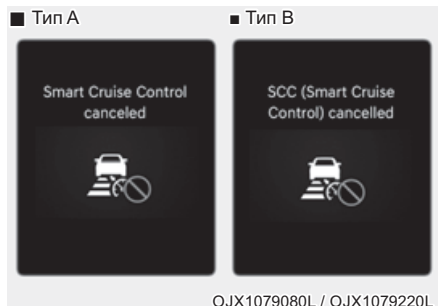 ■ Тип A
■ Тип B
Smart Cruise Control
canceled
SCC (Smart Cruise
Control) cancelled
OJX1079080L / OJX1079220L